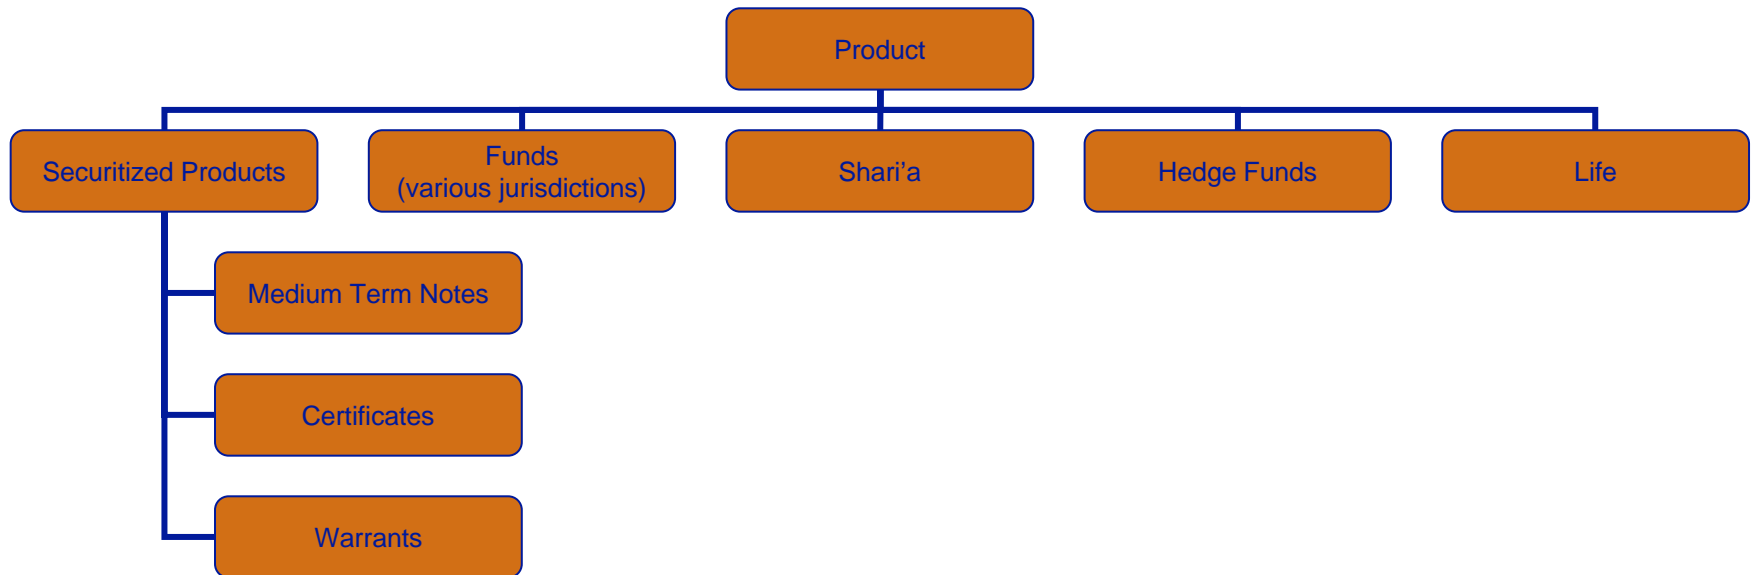 Product
Securitized Products
Funds
(various jurisdictions)
Shari’a
Hedge Funds
Life
Medium Term Notes
Certificates
Warrants